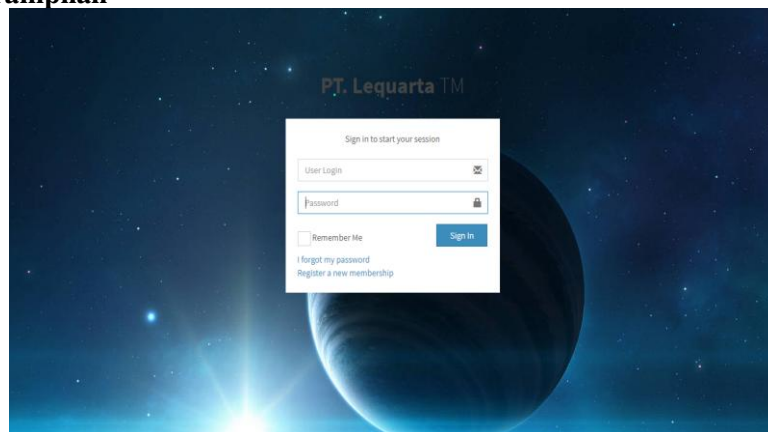 PT. Lequarta TM
Sign in to start your session
User Login
Password
Remember Me
Sign In
I forgot my password
Register a new membership